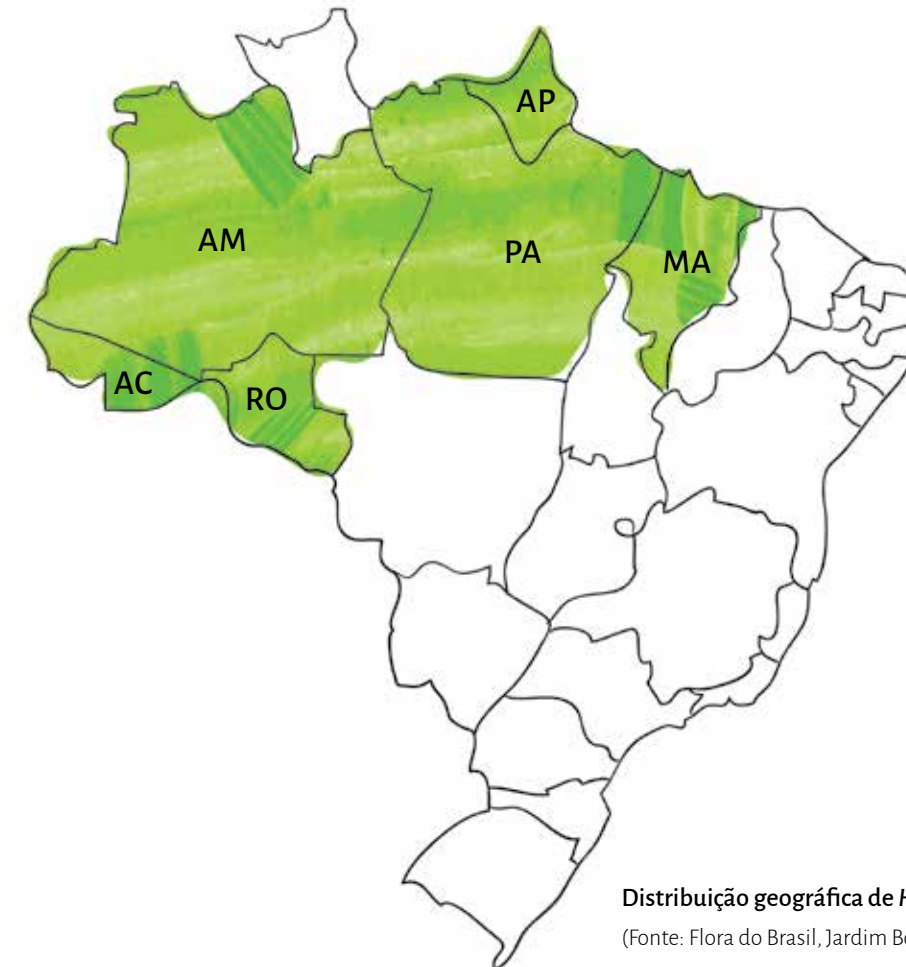 AP
AM
PA
MA
AC
RO
Distribuição geográfica de
(Fonte: Flora do Brasil, Jardim